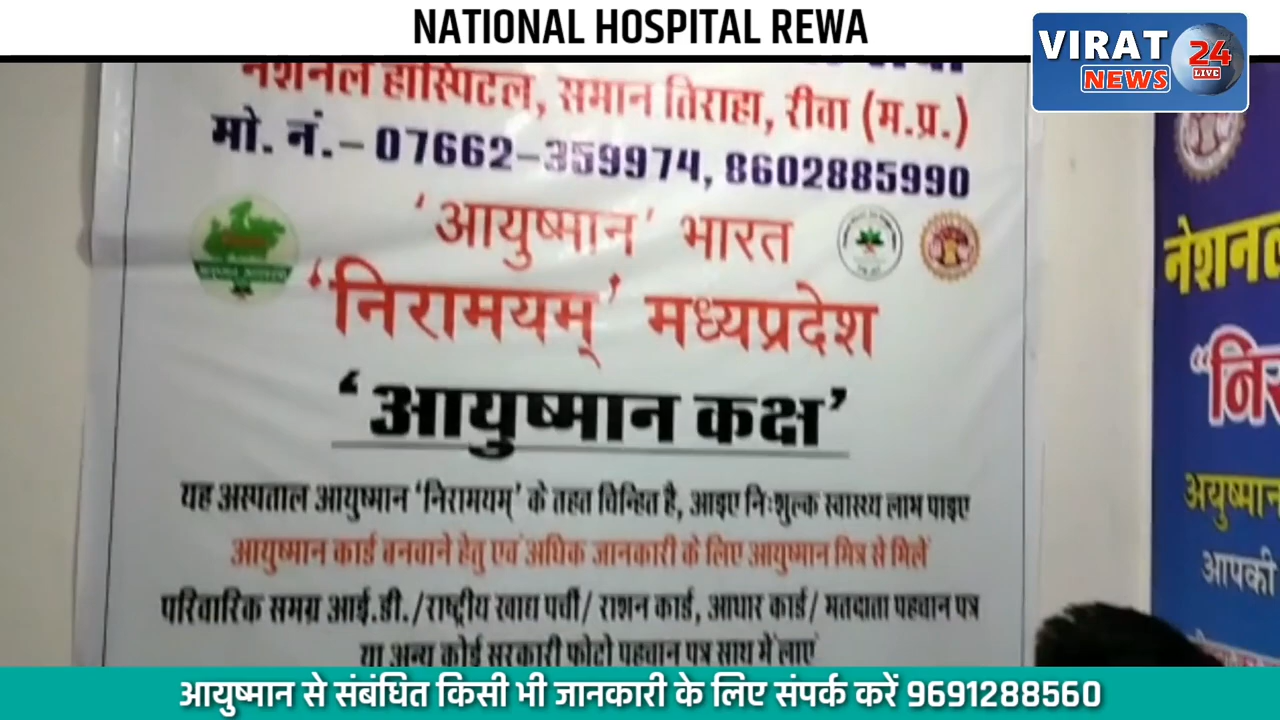 NATIONAL HOSPITAL REWA
VIRAT
24
NEWS
LIVE
नेशनल हॉस्पिटल, समान तिराहा, रीवा (म.प्र.)
मो. नं.– 07662-359974, 8602885990
‘आयुष्मान’ भारत
‘निरामयम्’ मध्यप्रदेश
‘आयुष्मान कक्ष’
यह अस्पताल आयुष्मान ‘निरामयम्’ के तहत चिन्हित है, आइए निःशुल्क स्वास्थ्य लाभ पाइए
आयुष्मान कार्ड बनवाने हेतु एवं अधिक जानकारी के लिए आयुष्मान मित्र से मिलें
परिवारिक समग्र आई.डी./राष्ट्रीय खाद्य पर्ची/ राशन कार्ड, आधार कार्ड/ मतदाता पहचान पत्र
या अन्य कोई सरकारी फोटो पहचान पत्र साथ में लाएं
नेशनल
“निर
अयुष्मान
आपकी
आयुष्मान से संबंधित किसी भी जानकारी के लिए संपर्क करें 9691288560